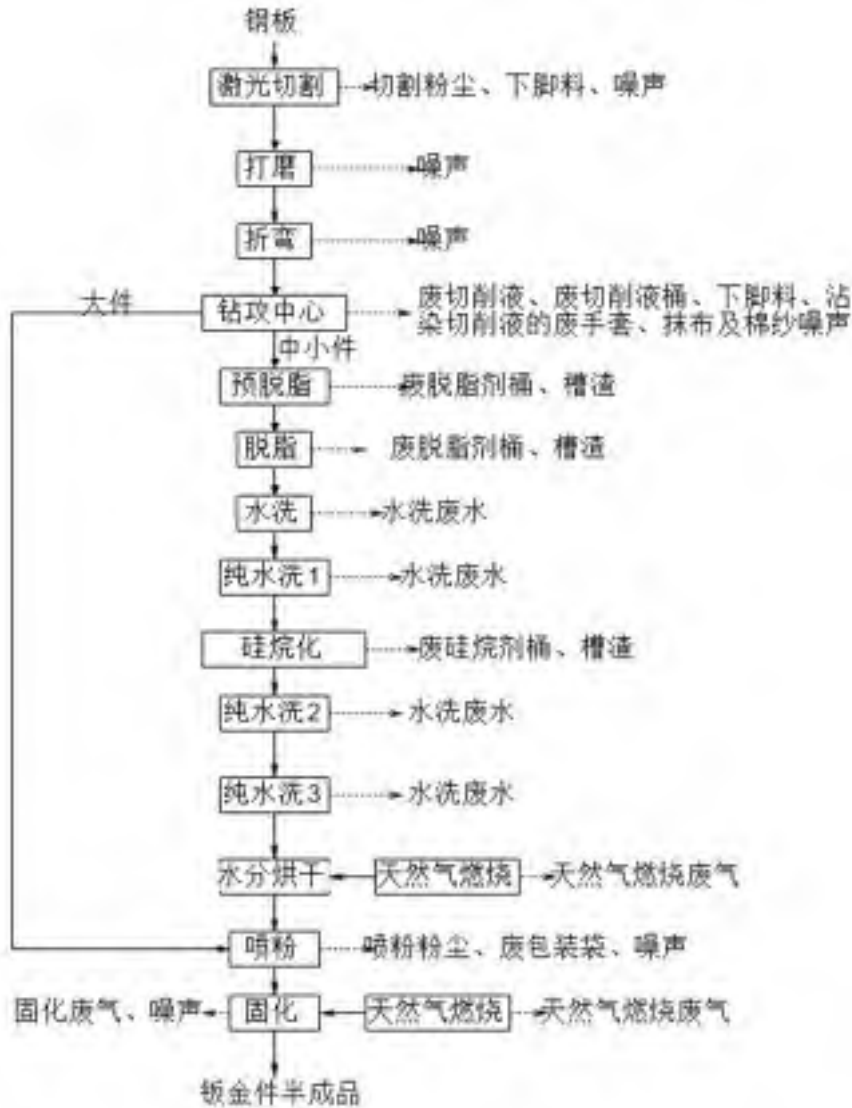 钢板
激光切割 切割粉尘、下脚料、噪声
打磨 噪声
折弯 噪声
大件 钻攻中心 废切削液、废切削液桶、下脚料、沾
染切削液的废手套、抹布及棉纱噪声
中小件
预脱脂 废脱脂剂桶、槽渣
脱脂 废脱脂剂桶、槽渣
水洗 水洗废水
纯水洗1 水洗废水
硅烷化 废硅烷剂桶、槽渣
纯水洗2 水洗废水
纯水洗3 水洗废水
水分烘干 天然气燃烧 天然气燃烧废气
喷粉 喷粉粉尘、废包装袋、噪声
固化废气、噪声 固化 天然气燃烧 天然气燃烧废气
钣金件半成品